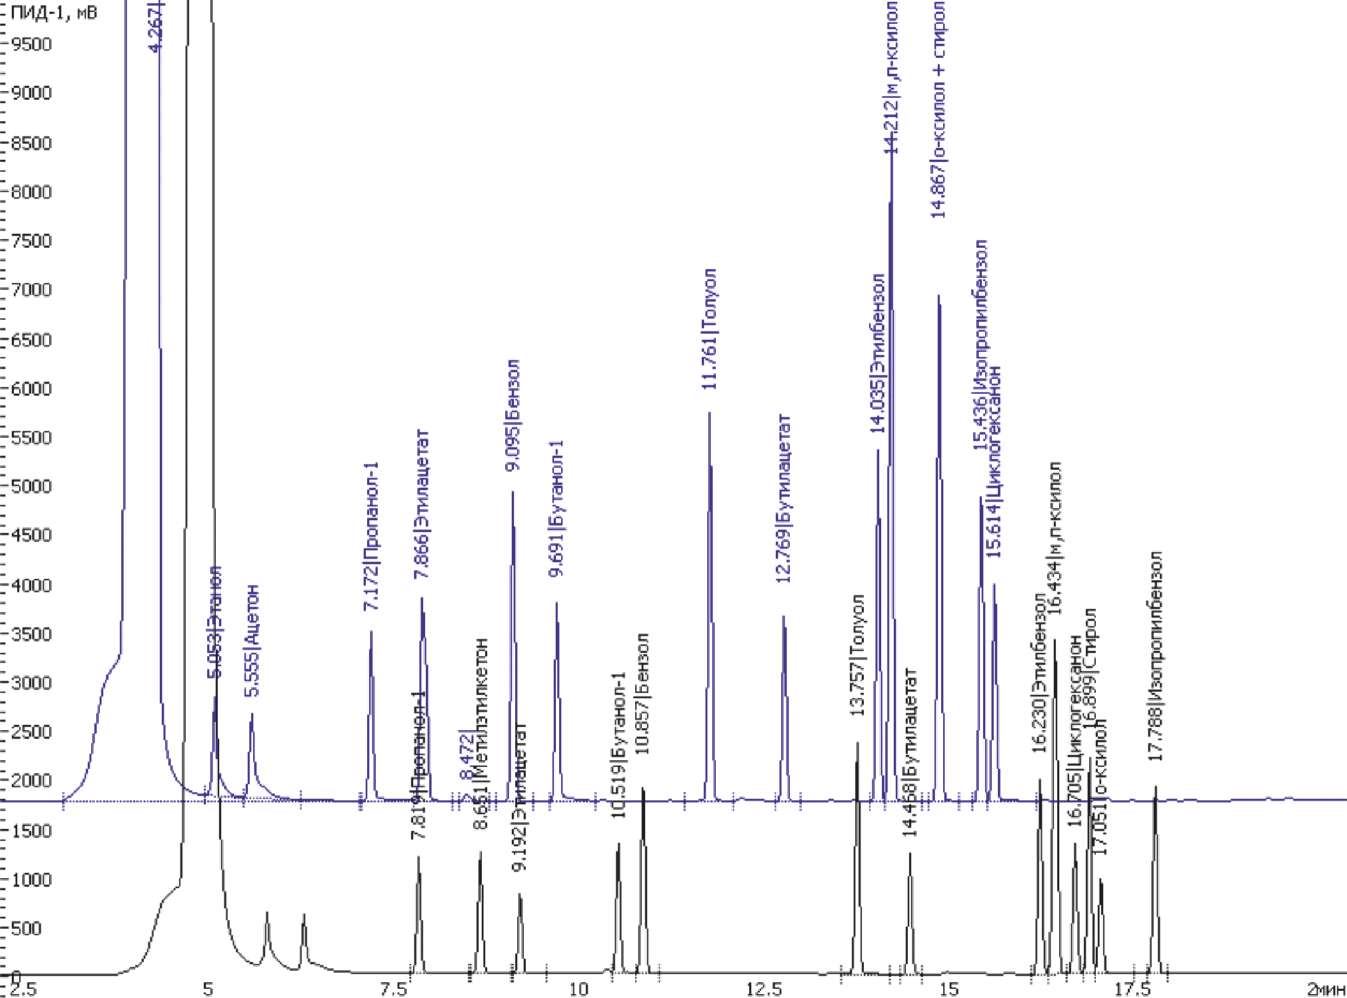 ПИД-1, мВ
9500
9000
8500
8000
7500
7000
6500
6000
5500
5000
4500
4000
3500
3000
2500
2000
1500
1000
500
0
4.267|
5.053|Этанол
5.555|Ацетон
7.172|Пропанол-1
7.866|Этилацетат
8.472|
9.095|Бензол
9.691|Бутанол-1
11.761|Толуол
12.769|Бутилацетат
14.035|Этилбензол
14.212|м,п-ксилол
14.867|о-ксилол + стирол
15.436|Изопропилбензол
15.614|Циклогексанон
7.819|Пропанол-1
8.651|Метилэтилкетон
9.192|Этилацетат
10.519|Бутанол-1
10.857|Бензол
13.757|Толуол
14.468|Бутилацетат
16.230|Этилбензол
16.434|м,п-ксилол
16.705|Циклогексанон
16.899|Стирол
17.051|о-ксилол
17.788|Изопропилбензол
2.5 5 7.5 10 12.5 15 17.5 2мин